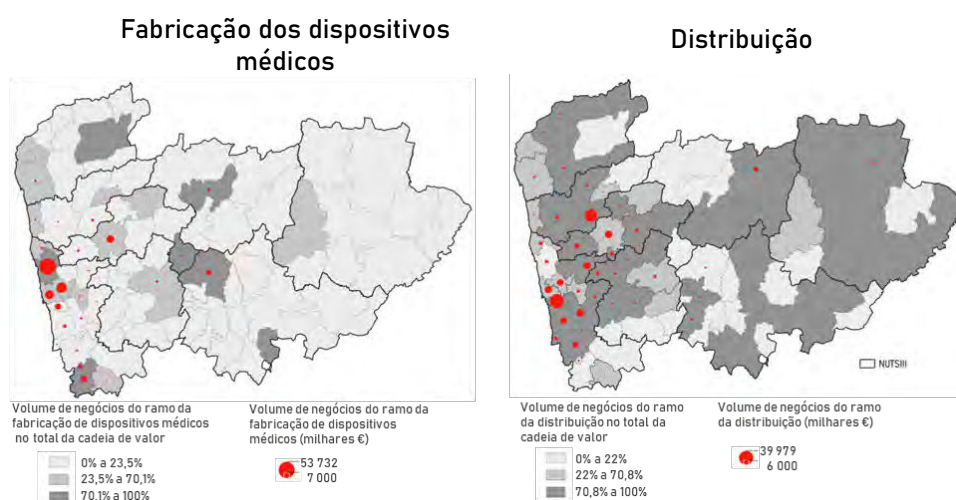 Fabricação dos dispositivos
médicos
Volume de negócios do ramo da
fabricação de dispositivos médicos
no total da cadeia de valor
0% a 23,5%
23,5% a 70,1%
70,1% a 100%
Volume de negócios do ramo da
fabricação de dispositivos
médicos (milhares €)
53 732
7 000
Distribuição
NUTSIII
Volume de negócios do ramo
da distribuição no total da
cadeia de valor
0% a 22%
22% a 70,8%
70,8% a 100%
Volume de negócios do ramo
da distribuição (milhares €)
39 979
6 000